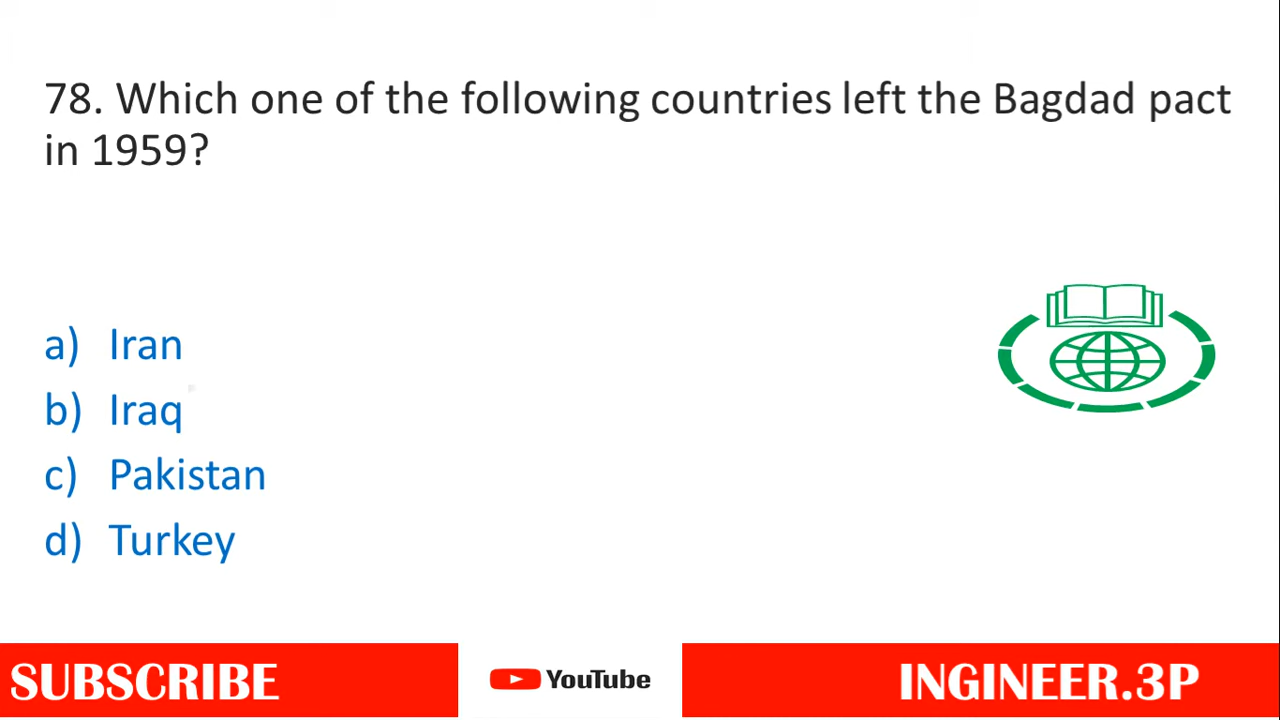 78. Which one of the following countries left the Bagdad pact
in 1959?
a) Iran
b) Iraq
c) Pakistan
d) Turkey
SUBSCRIBE YouTube INGINEER.3P